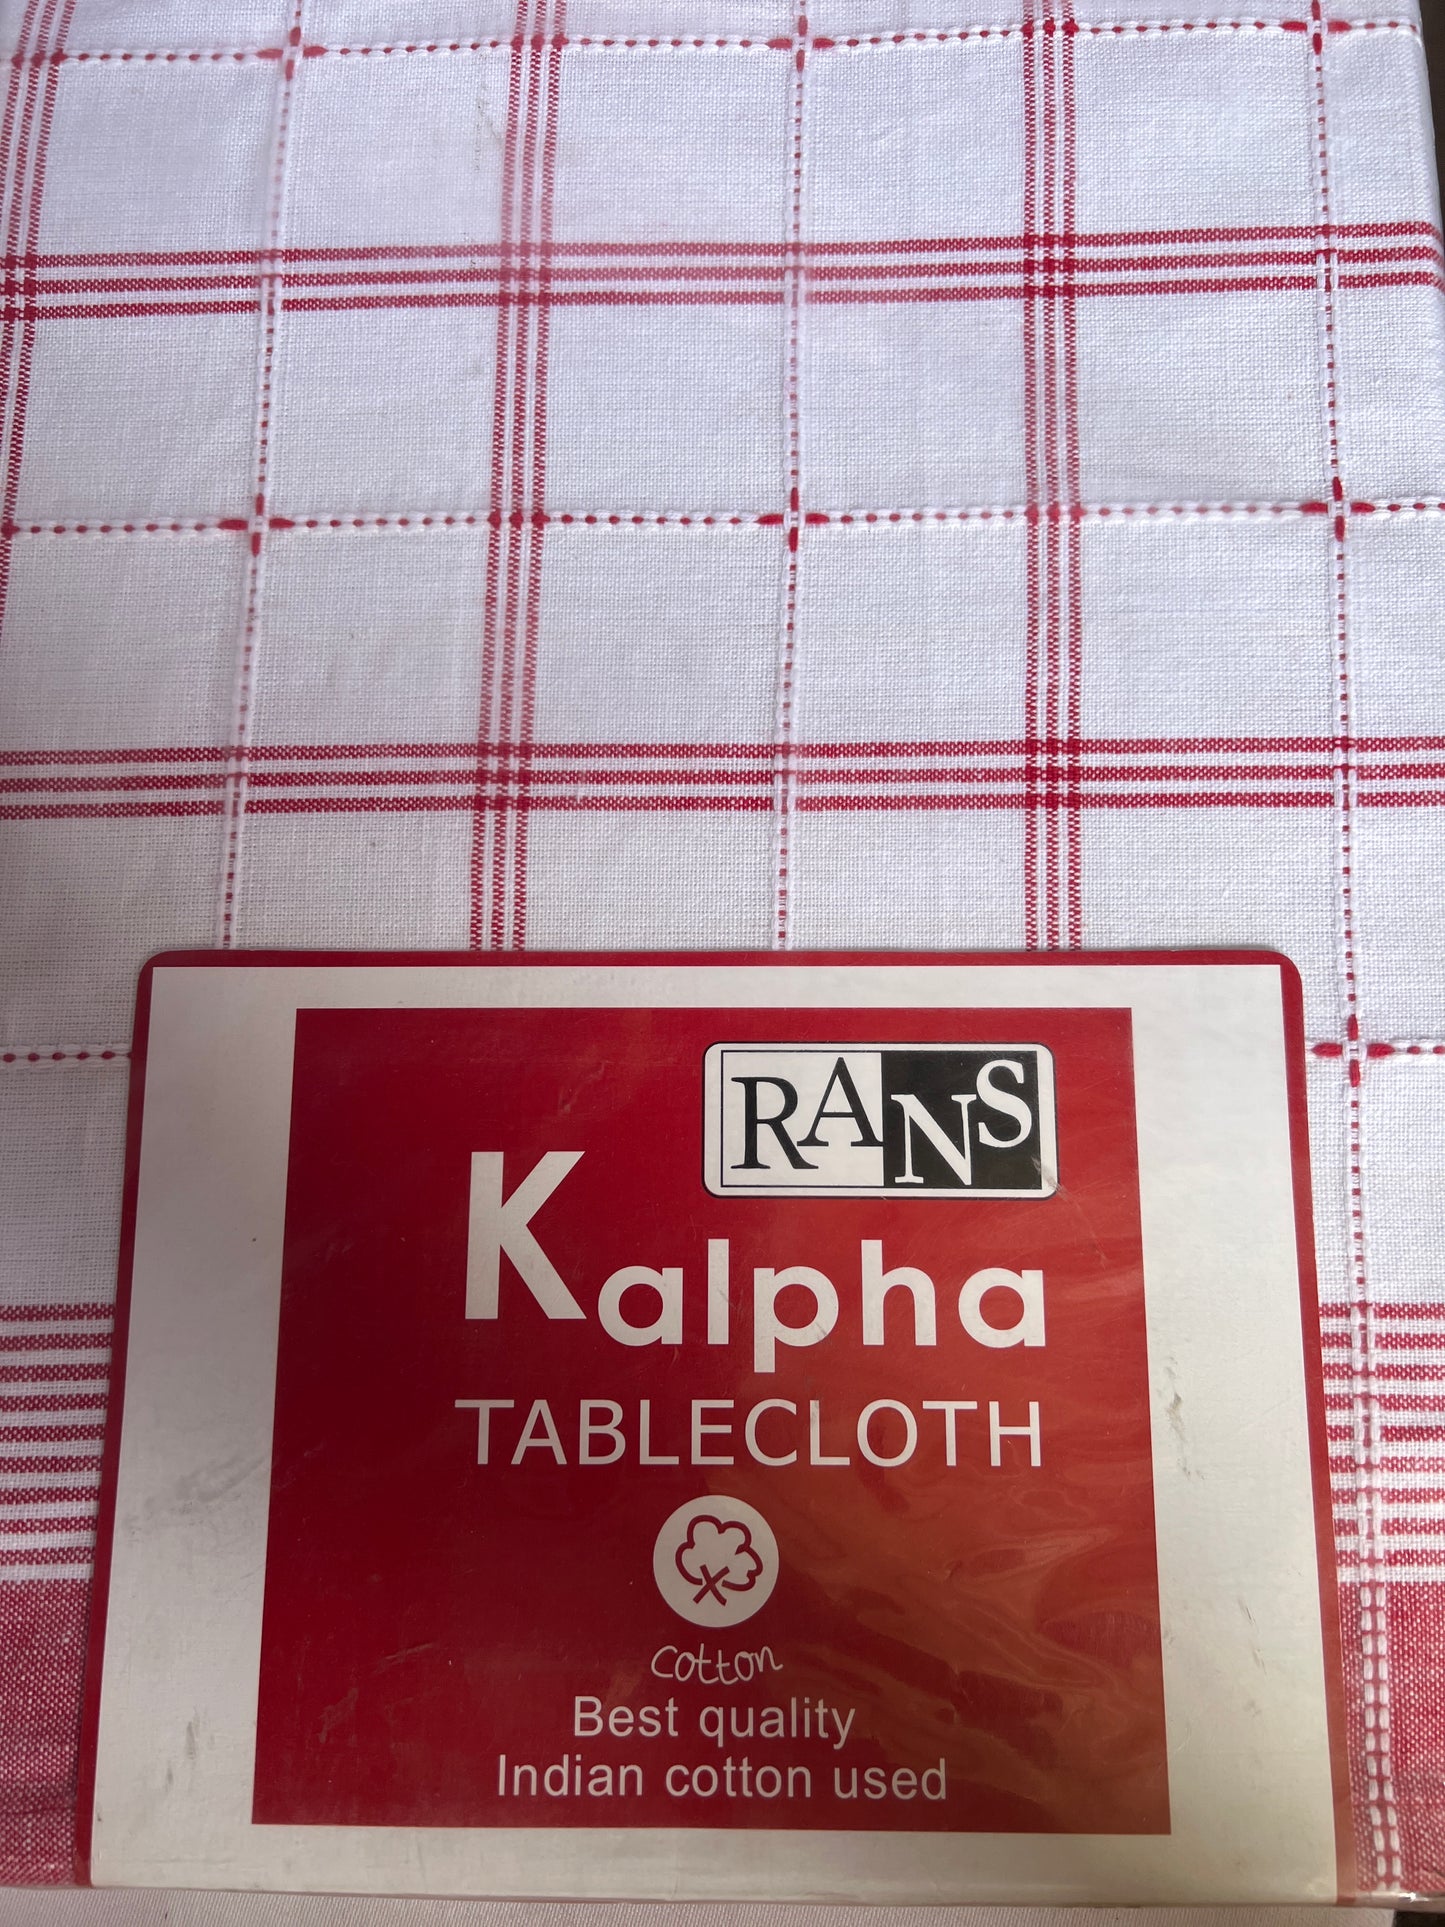 RANS
Kalpha
TABLECLOTH
cotton
Best quality
Indian cotton used